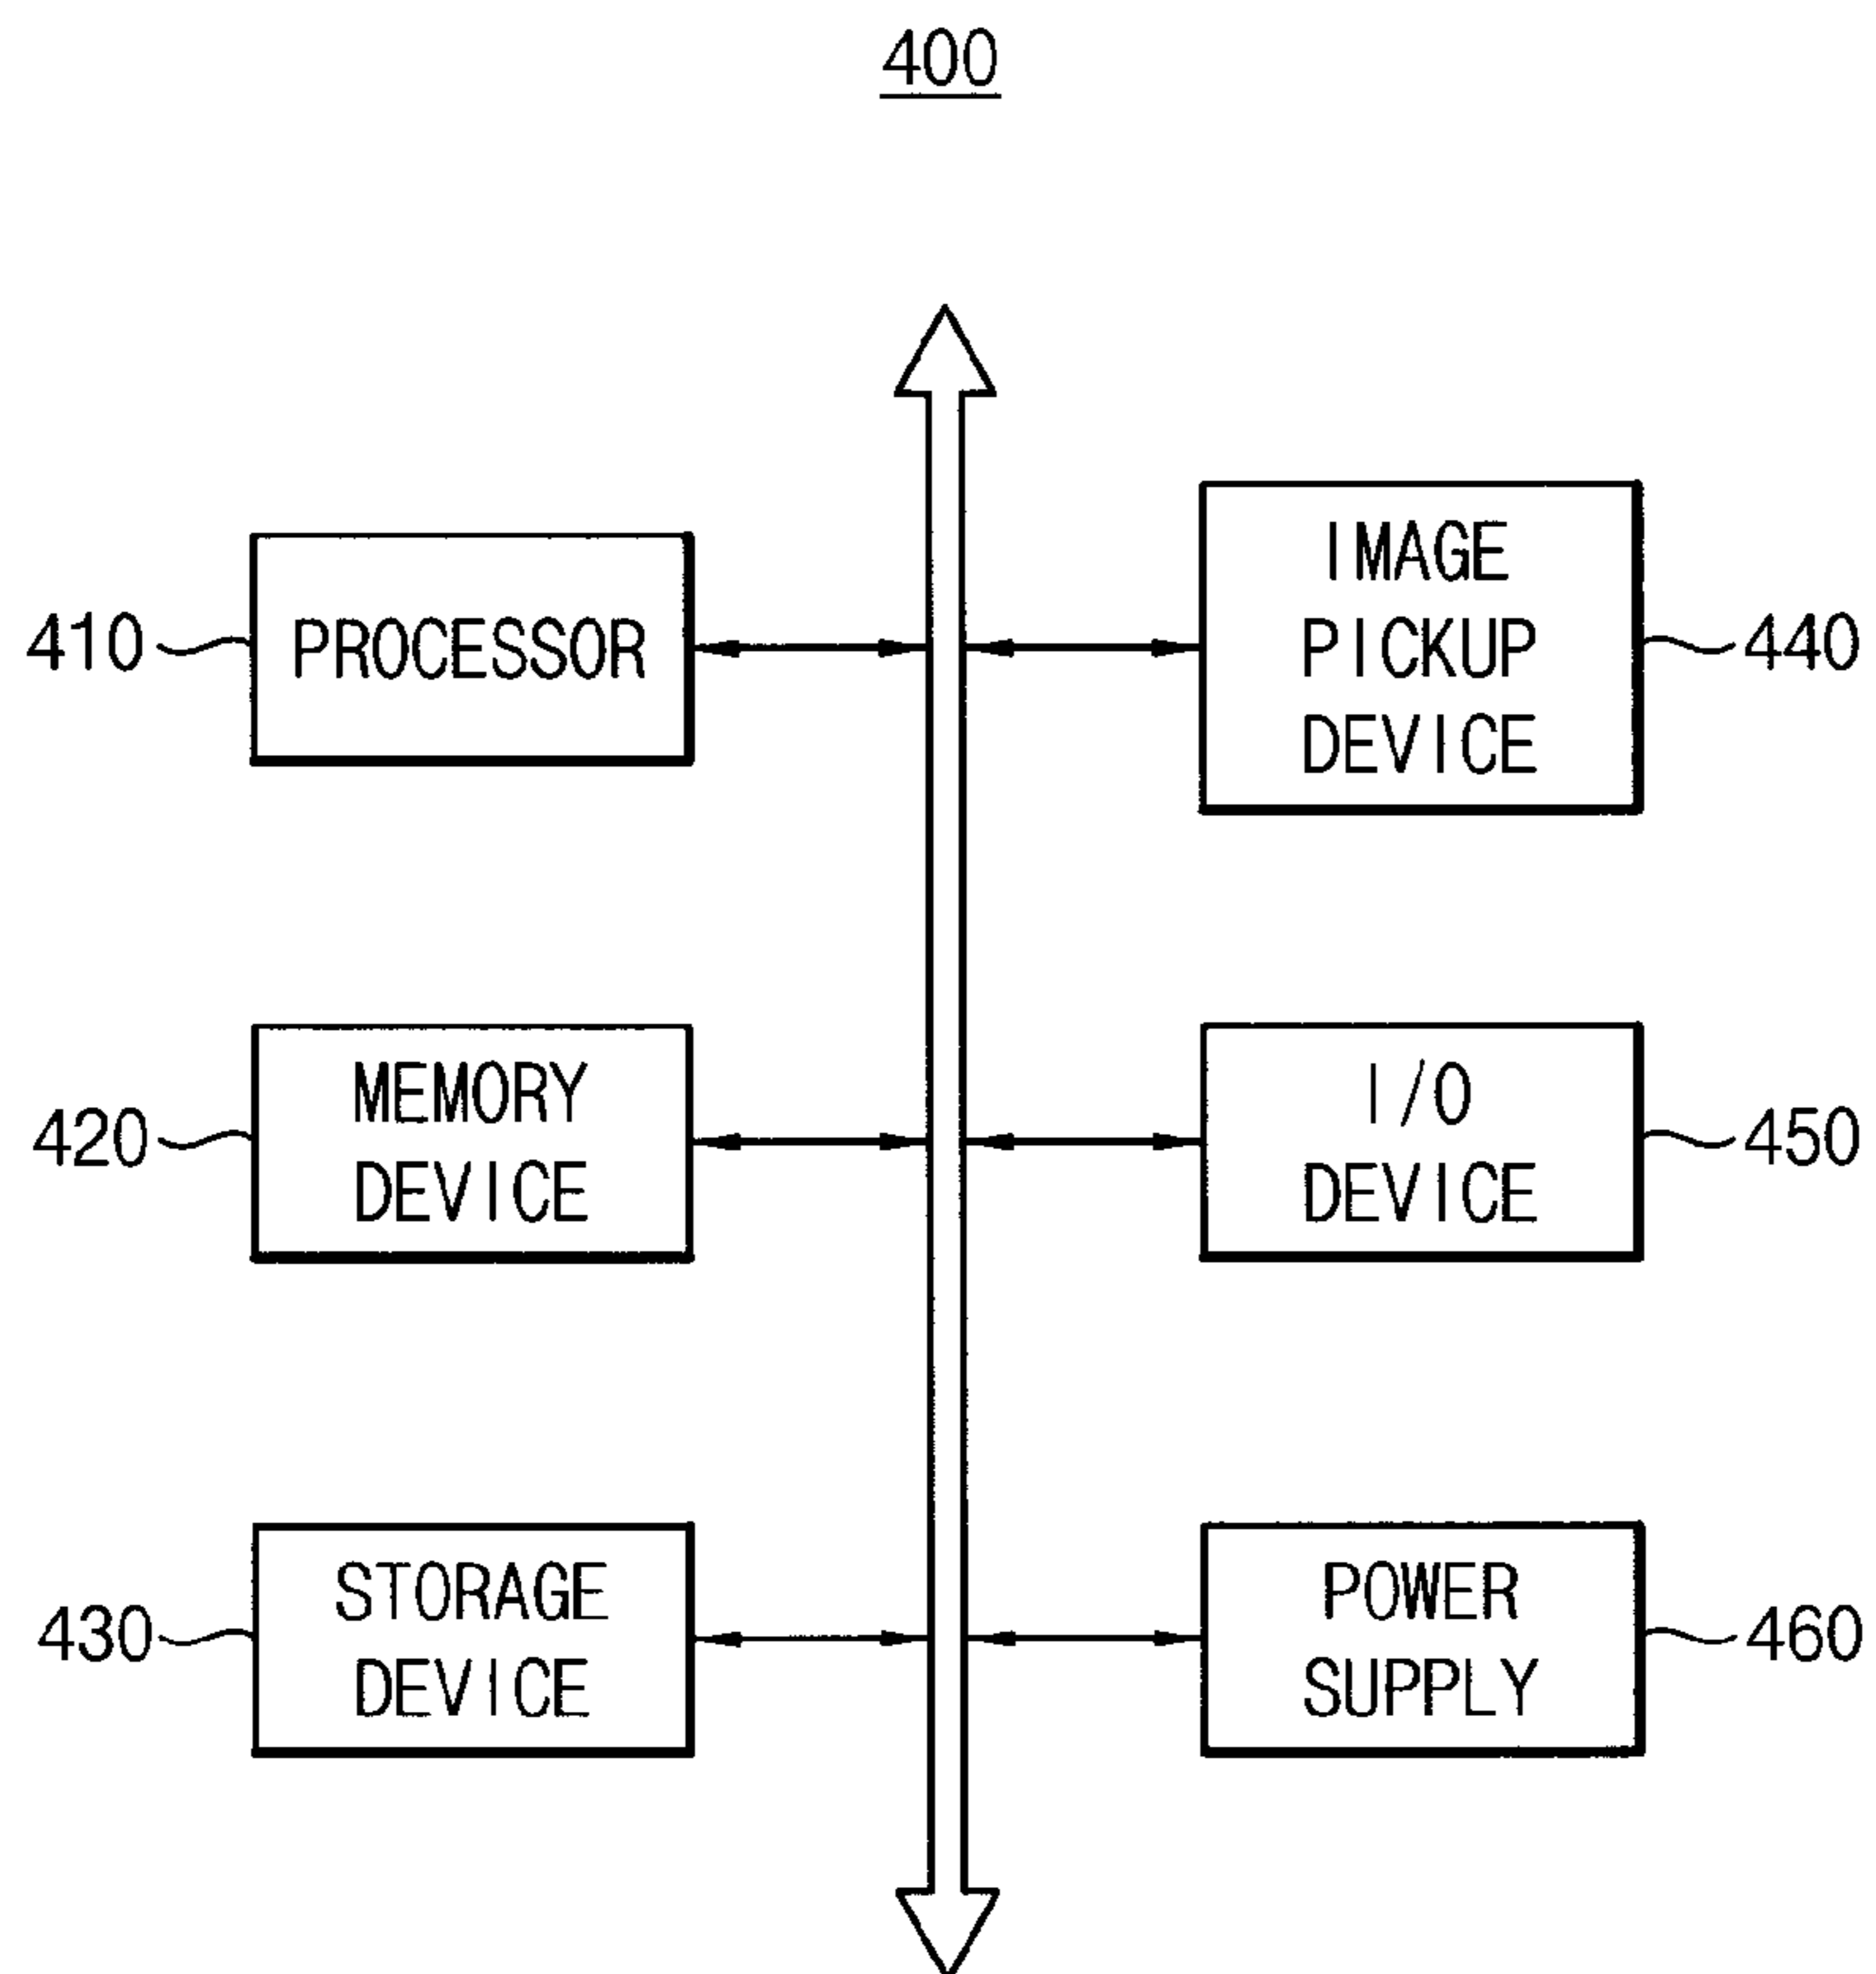 400
410
PROCESSOR
IMAGE
PICKUP
DEVICE
440
420
MEMORY
DEVICE
I/O
DEVICE
450
430
STORAGE
DEVICE
POWER
SUPPLY
460